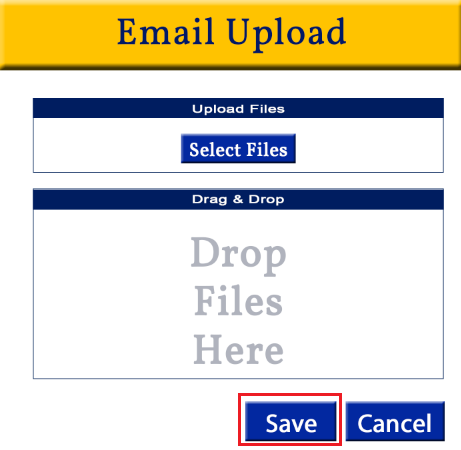 Email Upload
Upload Files
Select Files
Drag & Drop
Drop
Files
Here
Save Cancel